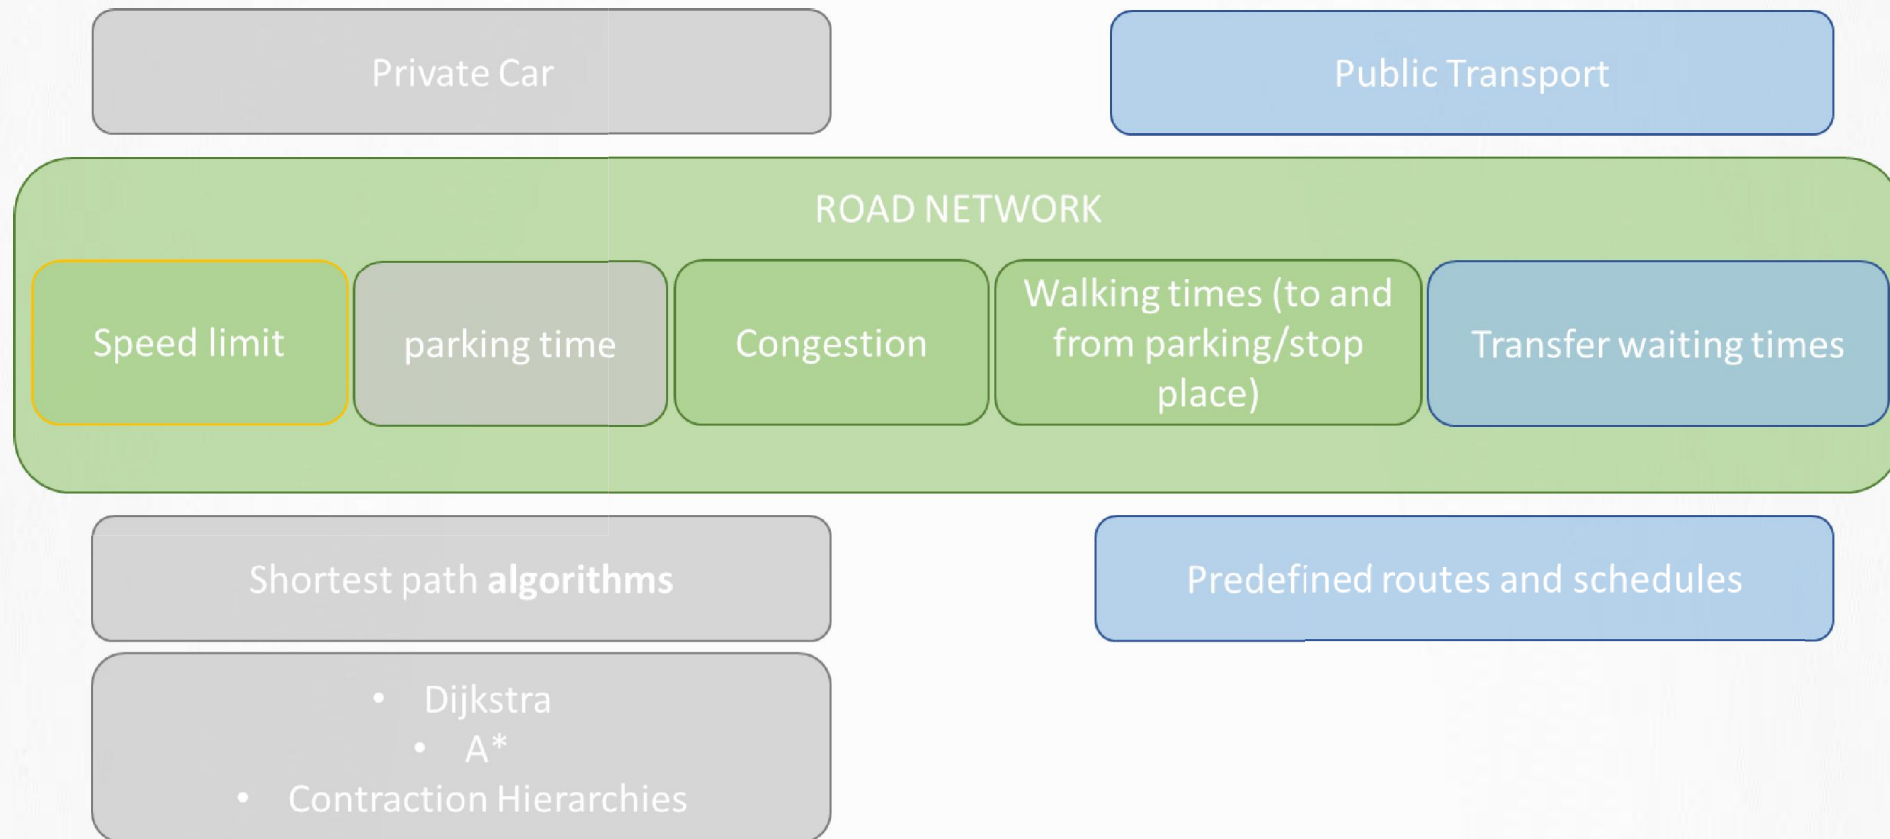 Private Car
Public Transport
ROAD NETWORK
Speed limit
parking time
Congestion
Walking times (to and
from parking/stop
place)
Transfer waiting times
Shortest path algorithms
Predefined routes and schedules
• Dijkstra
• A*
• Contraction Hierarchies